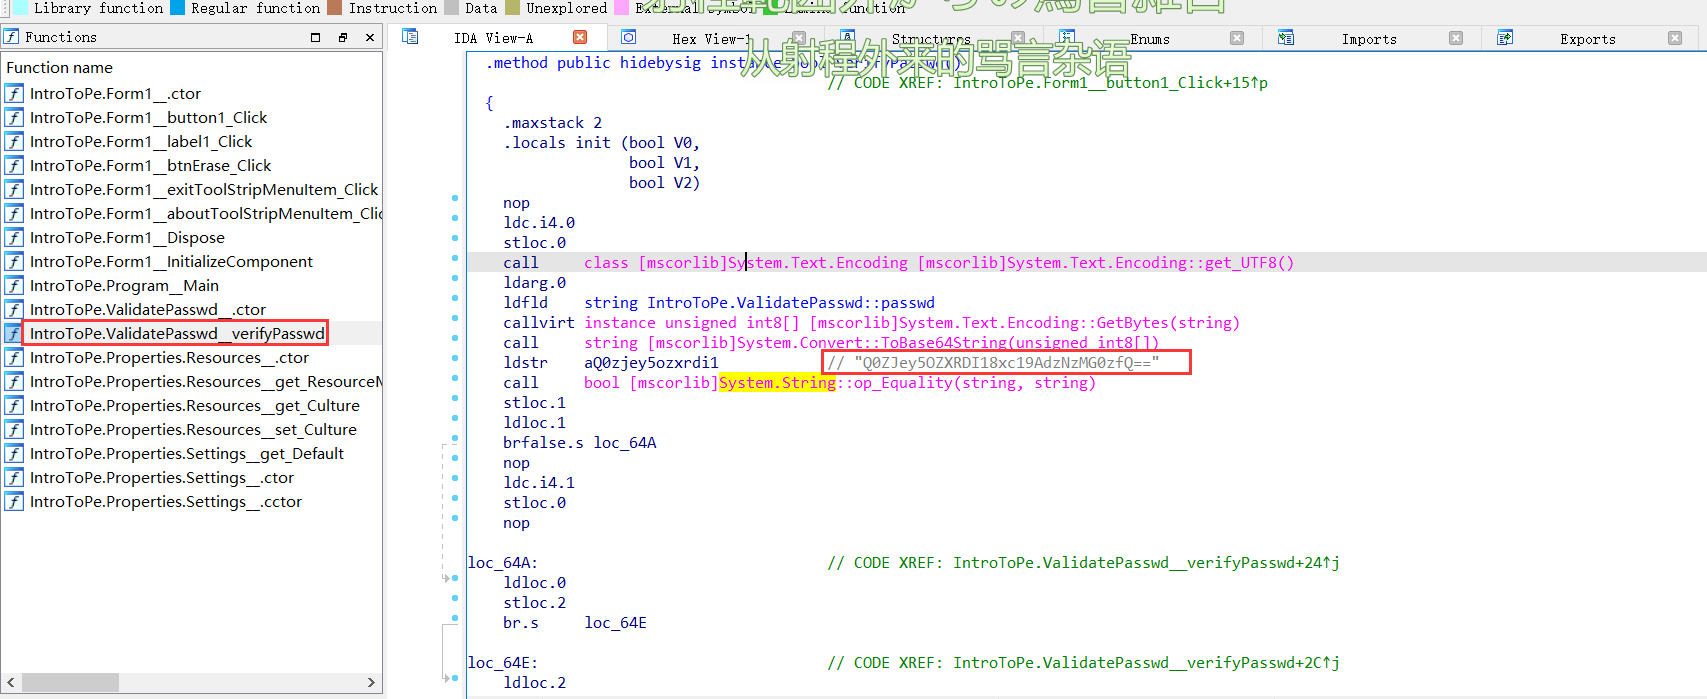 Library function Regular function Instruction Data Unexplored External symbol function
Functions
Function name
IntroToPe.Form1__.ctor
IntroToPe.Form1__button1_Click
IntroToPe.Form1__label1_Click
IntroToPe.Form1__btnErase_Click
IntroToPe.Form1__exitToolStripMenuItem_Click
IntroToPe.Form1__aboutToolStripMenuItem_Clic
IntroToPe.Form1__Dispose
IntroToPe.Form1__InitializeComponent
IntroToPe.Program__Main
IntroToPe.ValidatePasswd__.ctor
IntroToPe.ValidatePasswd__verifyPasswd
IntroToPe.Properties.Resources__.ctor
IntroToPe.Properties.Resources__get_ResourceM
IntroToPe.Properties.Resources__get_Culture
IntroToPe.Properties.Resources__set_Culture
IntroToPe.Properties.Settings__get_Default
IntroToPe.Properties.Settings__.ctor
IntroToPe.Properties.Settings__.cctor
IDA View-A Hex View-1 Structures Enums Imports Exports
从射程外来的骂言杂语
.method public hidebysig instance bool verifyPasswd()
// CODE XREF: IntroToPe.Form1__button1_Click+15↑p
{
.maxstack 2
.locals init (bool V0,
bool V1,
bool V2)
nop
ldc.i4.0
stloc.0
call class [mscorlib]System.Text.Encoding [mscorlib]System.Text.Encoding::get_UTF8()
ldarg.0
ldfld string IntroToPe.ValidatePasswd::passwd
callvirt instance unsigned int8[] [mscorlib]System.Text.Encoding::GetBytes(string)
call string [mscorlib]System.Convert::ToBase64String(unsigned int8[])
ldstr aQ0zjey5ozxrdi1 // "Q0ZJey5OZXRDI18xc19AdzNzMG0zfQ=="
call bool [mscorlib]System.String::op_Equality(string, string)
stloc.1
ldloc.1
brfalse.s loc_64A
nop
ldc.i4.1
stloc.0
nop
loc_64A: // CODE XREF: IntroToPe.ValidatePasswd__verifyPasswd+24↑j
ldloc.0
stloc.2
br.s loc_64E
loc_64E: // CODE XREF: IntroToPe.ValidatePasswd__verifyPasswd+2C↑j
ldloc.2